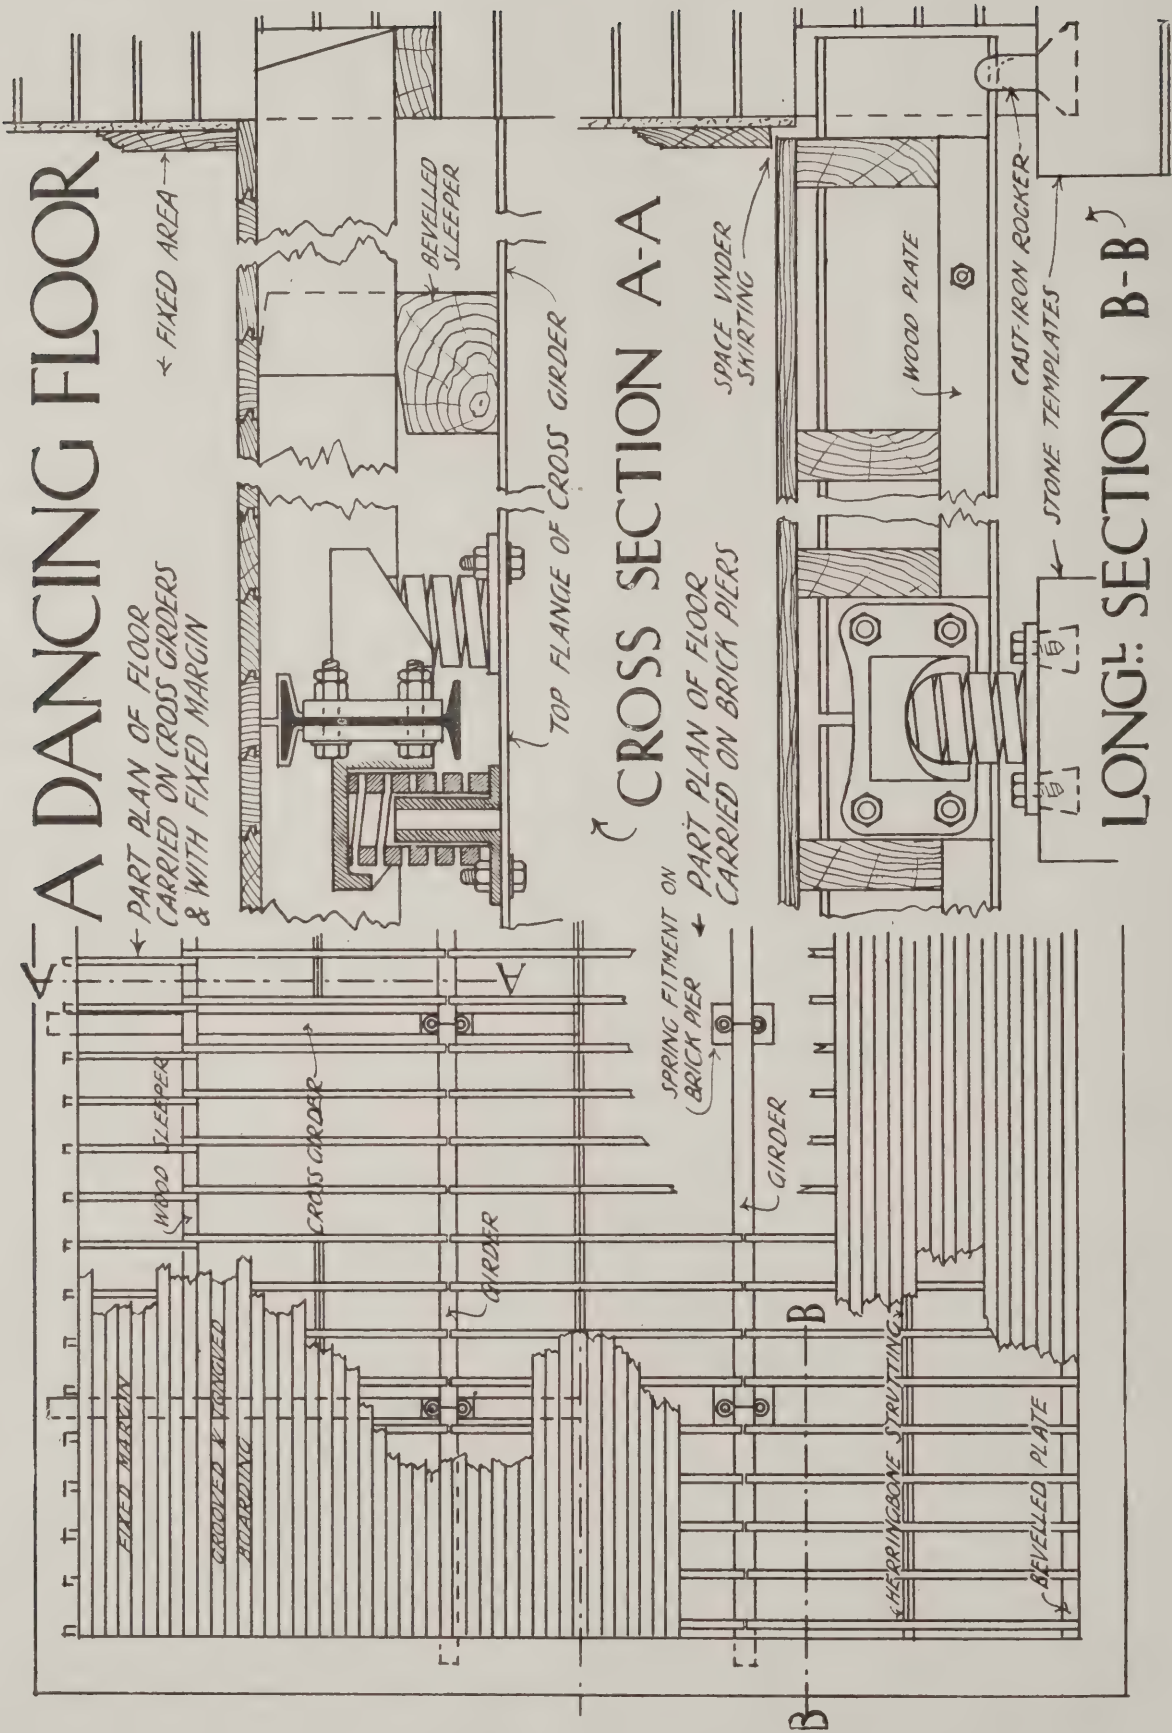 A DANCING FLOOR
PART PLAN OF FLOOR
CARRIED ON CROSS GIRDERS
& WITH FIXED MARGIN
FIXED AREA
BEVELLED
SLEEPER
TOP FLANGE OF CROSS GIRDER
CROSS SECTION A-A
SPACE UNDER
SKIRTING
PART PLAN OF FLOOR
CARRIED ON BRICK PIERS
SPRING FITMENT ON
BRICK PIER
WOOD PLATE
CAST-IRON ROCKER
STONE TEMPLATES
LONGL: SECTION B-B
A
A
WOOD SLEEPER
CROSS GIRDER
GIRDER
GIRDER
FIXED MARGIN
GROOVED & TONGUED
BOARDING
B
B
HERRINGBONE STRUTTING
BEVELLED PLATE